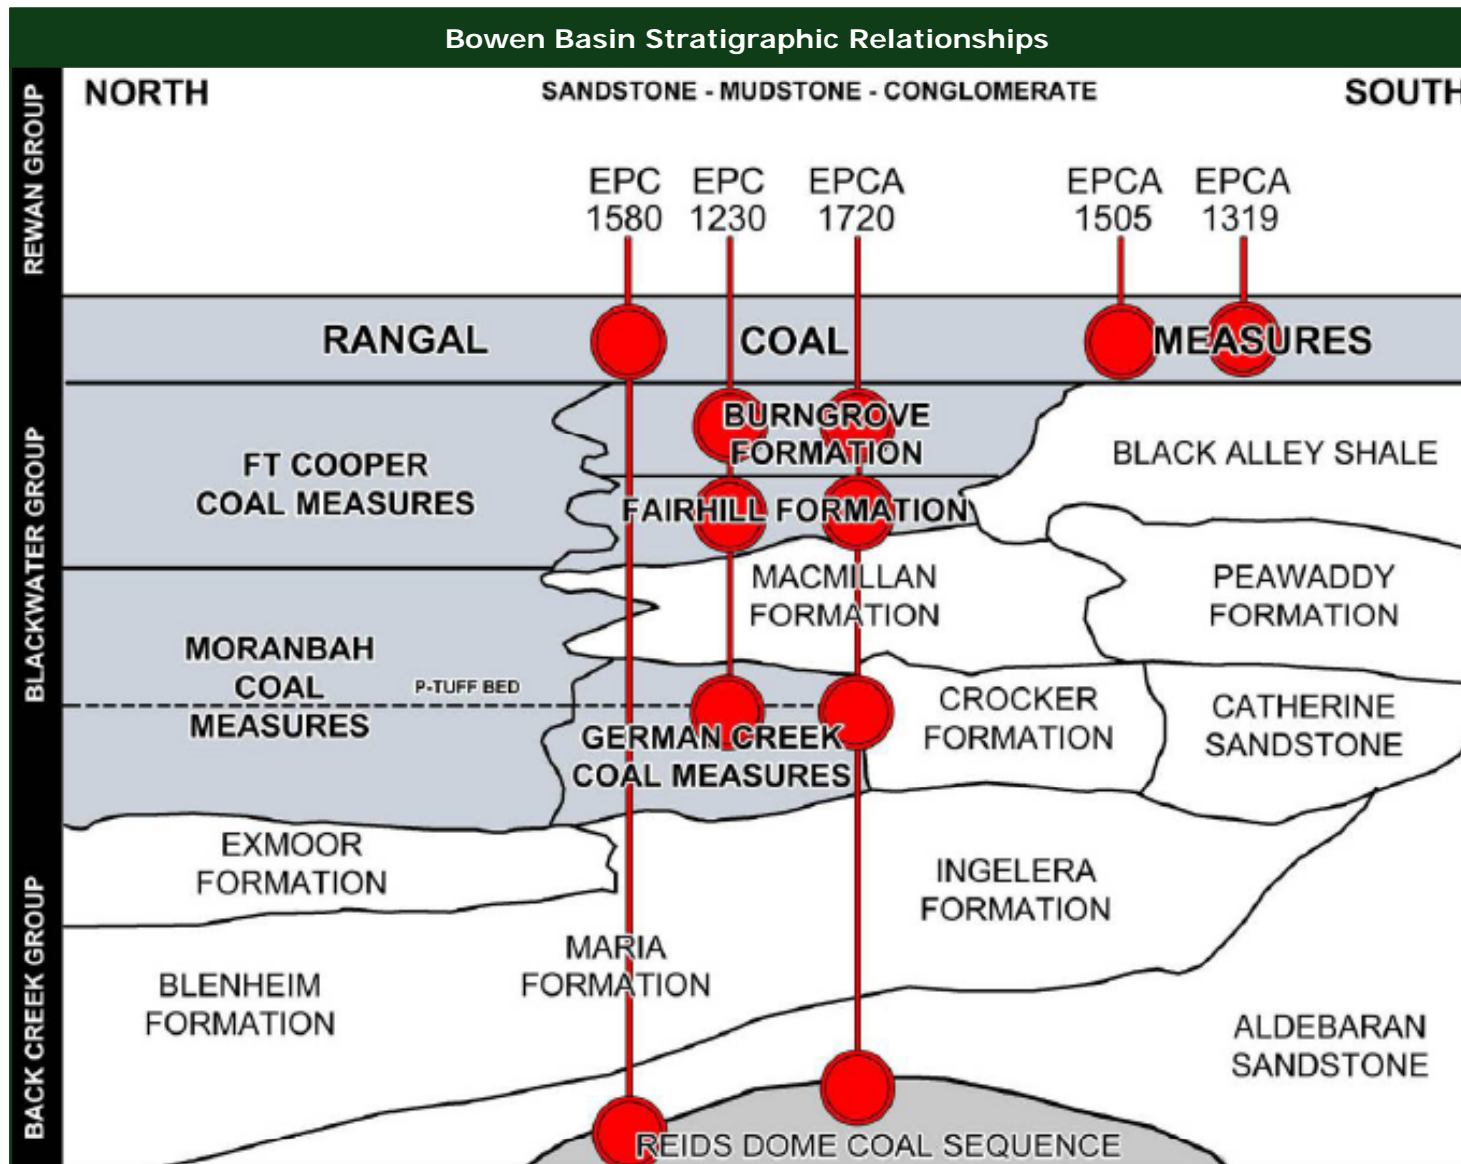 Bowen Basin Stratigraphic Relationships
NORTH
SANDSTONE - MUDSTONE - CONGLOMERATE
SOUTH
REWAN GROUP
EPC
1580
EPC
1230
EPCA
1720
EPCA
1505
EPCA
1319
RANGAL COAL MEASURES
BLACKWATER GROUP
FT COOPER
COAL MEASURES
BURNGROVE
FORMATION
BLACK ALLEY SHALE
FAIRHILL FORMATION
MACMILLAN
FORMATION
PEAWADDY
FORMATION
MORANBAH
COAL
MEASURES
P-TUFF BED
GERMAN CREEK
COAL MEASURES
CROCKER
FORMATION
CATHERINE
SANDSTONE
BACK CREEK GROUP
EXMOOR
FORMATION
INGELERA
FORMATION
MARIA
FORMATION
BLENHEIM
FORMATION
ALDEBARAN
SANDSTONE
REIDS DOME COAL SEQUENCE